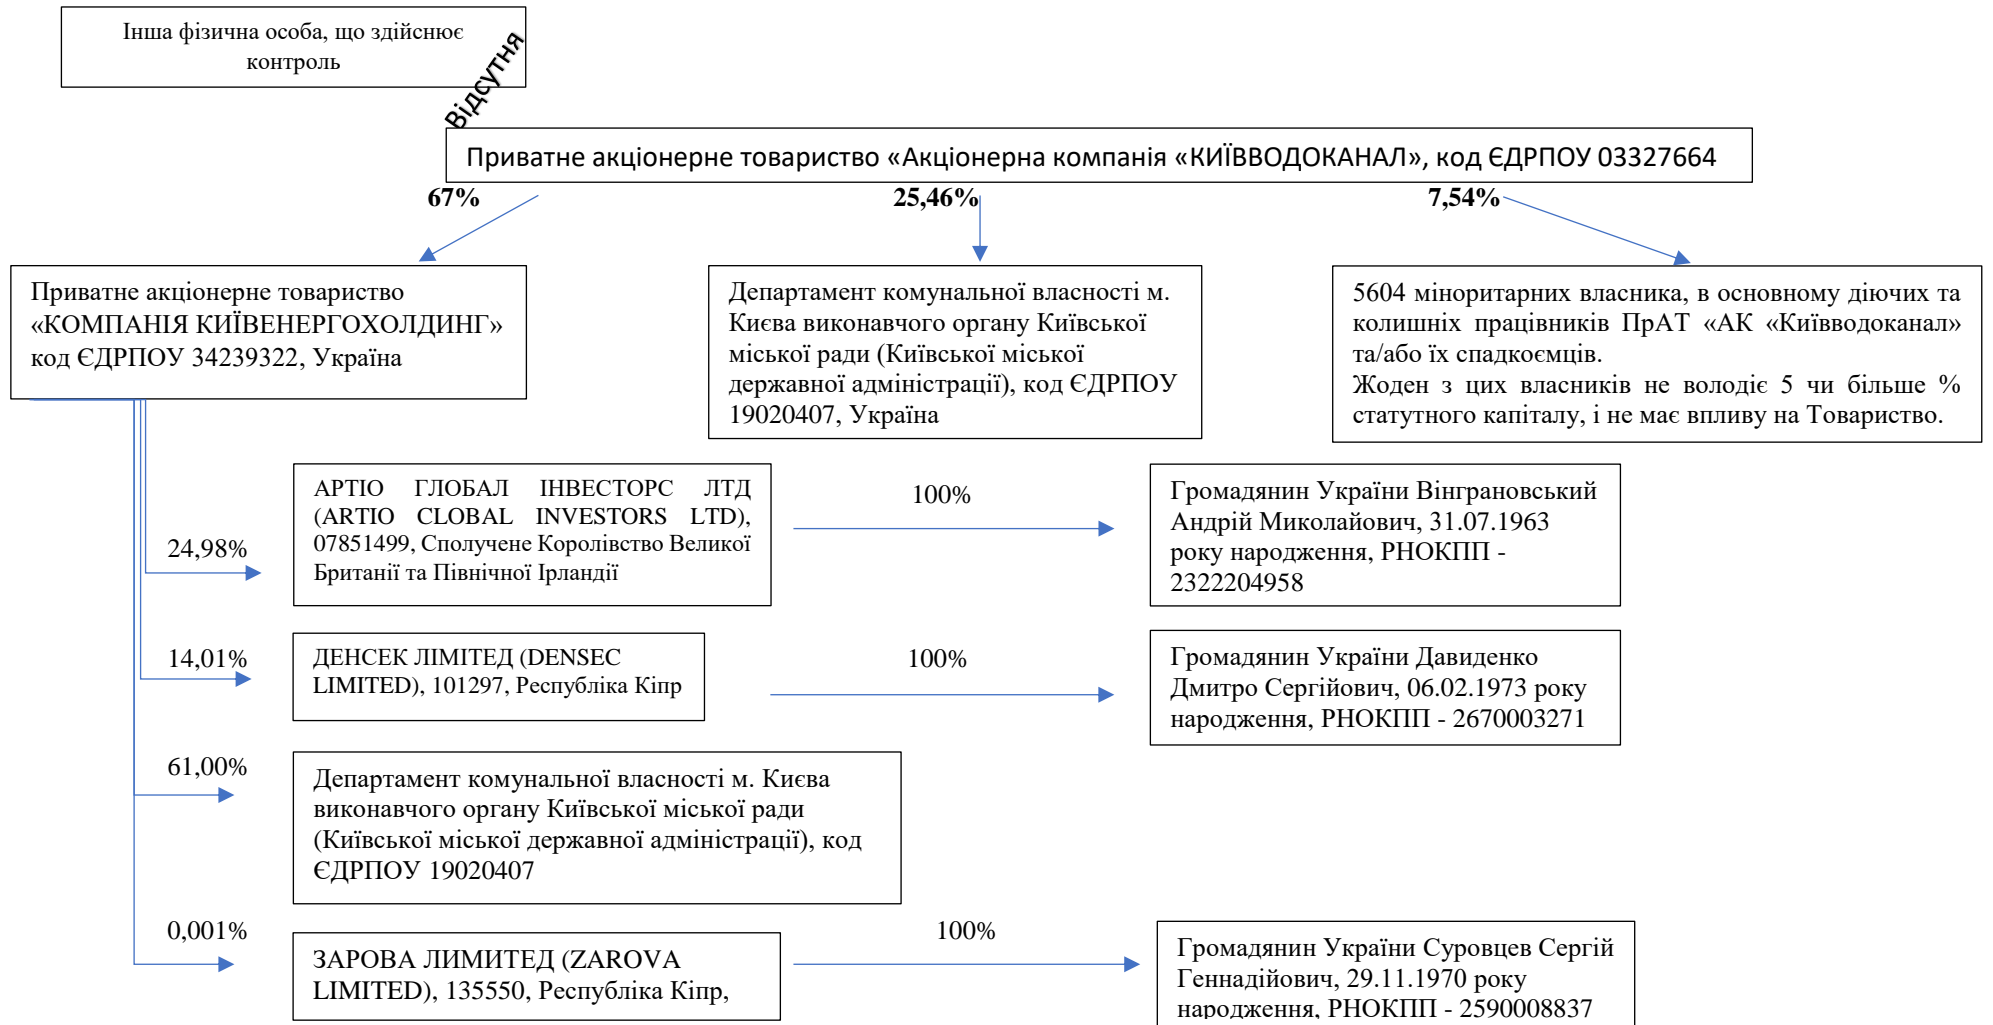 Інша фізична особа, що здійснює
контроль
Відсутня
Приватне акціонерне товариство «Акціонерна компанія «КИЇВВОДОКАНАЛ», код ЄДРПОУ 03327664
67%
25,46%
7,54%
Приватне акціонерне товариство
«КОМПАНІЯ КИЇВЕНЕРГОХОЛДИНГ»
код ЄДРПОУ 34239322, Україна
Департамент комунальної власності м.
Києва виконавчого органу Київської
міської ради (Київської міської
державної адміністрації), код ЄДРПОУ
19020407, Україна
5604 міноритарних власника, в основному діючих та
колишніх працівників ПрАТ «АК «Київводоканал»
та/або їх спадкоємців.
Жоден з цих власників не володіє 5 чи більше %
статутного капіталу, і не має впливу на Товариство.
24,98%
АРТІО ГЛОБАЛ ІНВЕСТОРС ЛТД
(ARTIO CLOBAL INVESTORS LTD),
07851499, Сполучене Королівство Великої
Британії та Північної Ірландії
100%
Громадянин України Вінграновський
Андрій Миколайович, 31.07.1963
року народження, РНОКПП -
2322204958
14,01%
ДЕНСЕК ЛІМІТЕД (DENSEC
LIMITED), 101297, Республіка Кіпр
100%
Громадянин України Давиденко
Дмитро Сергійович, 06.02.1973 року
народження, РНОКПП - 2670003271
61,00%
Департамент комунальної власності м. Києва
виконавчого органу Київської міської ради
(Київської міської державної адміністрації), код
ЄДРПОУ 19020407
0,001%
ЗАРОВА ЛИМИТЕД (ZAROVA
LIMITED), 135550, Республіка Кіпр,
100%
Громадянин України Суровцев Сергій
Геннадійович, 29.11.1970 року
народження, РНОКПП - 2590008837